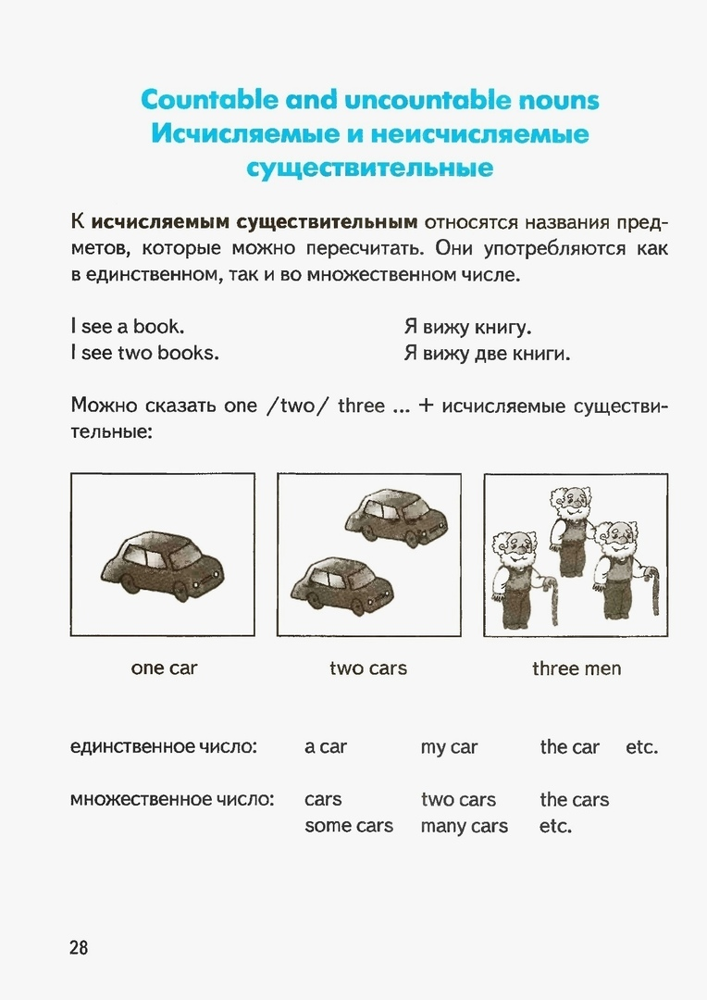 Countable and uncountable nouns
Исчисляемые и неисчисляемые
существительные
К исчисляемым существительным относятся названия пред-
метов, которые можно пересчитать. Они употребляются как
в единственном, так и во множественном числе.
I see a book. Я вижу книгу.
I see two books. Я вижу две книги.
Можно сказать one /two/ three ... + исчисляемые существи-
тельные:
one car two cars three men
единственное число: a car my car the car etc.
множественное число: cars two cars the cars
some cars many cars etc.
28